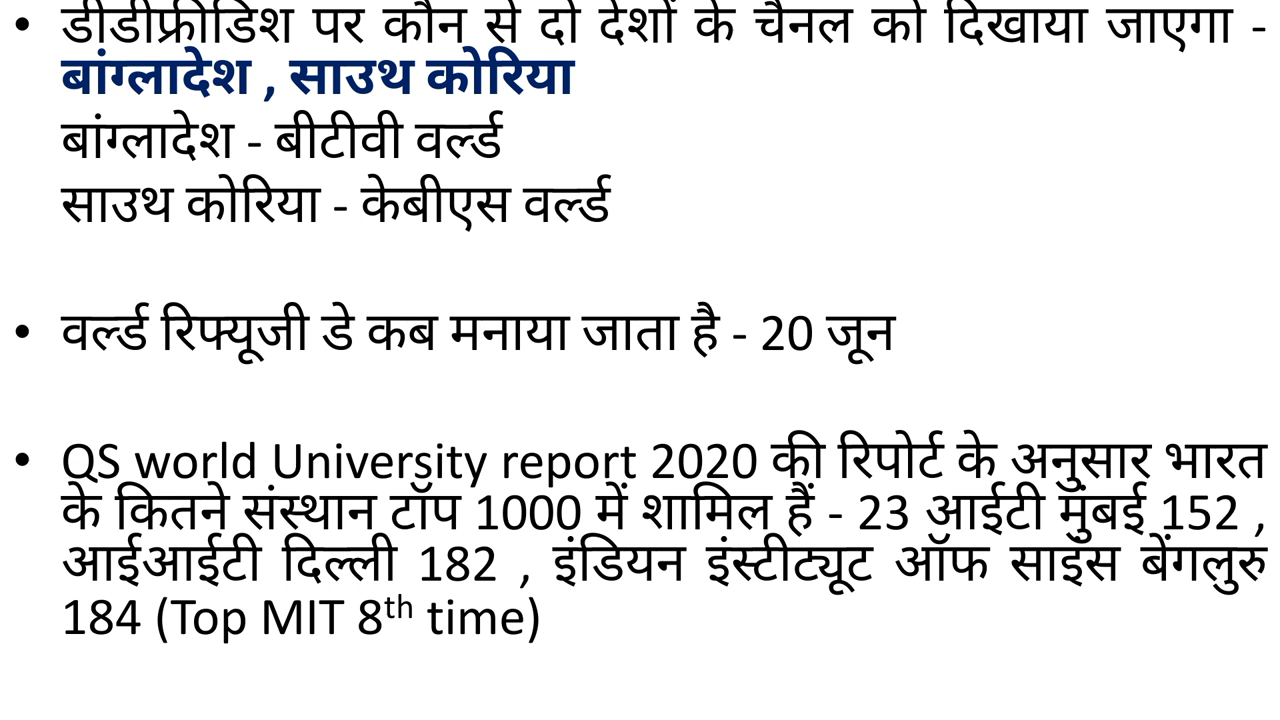 • डीडीफ्रीडिश पर कौन से दो देशों के चैनल को दिखाया जाएगा -
बांग्लादेश , साउथ कोरिया
बांग्लादेश - बीटीवी वर्ल्ड
साउथ कोरिया - केबीएस वर्ल्ड
• वर्ल्ड रिफ्यूजी डे कब मनाया जाता है - 20 जून
• QS world University report 2020 की रिपोर्ट के अनुसार भारत
के कितने संस्थान टॉप 1000 में शामिल हैं - 23 आईटी मुंबई 152 ,
आईआईटी दिल्ली 182 , इंडियन इंस्टीट्यूट ऑफ साइंस बेंगलुरु
184 (Top MIT 8th time)